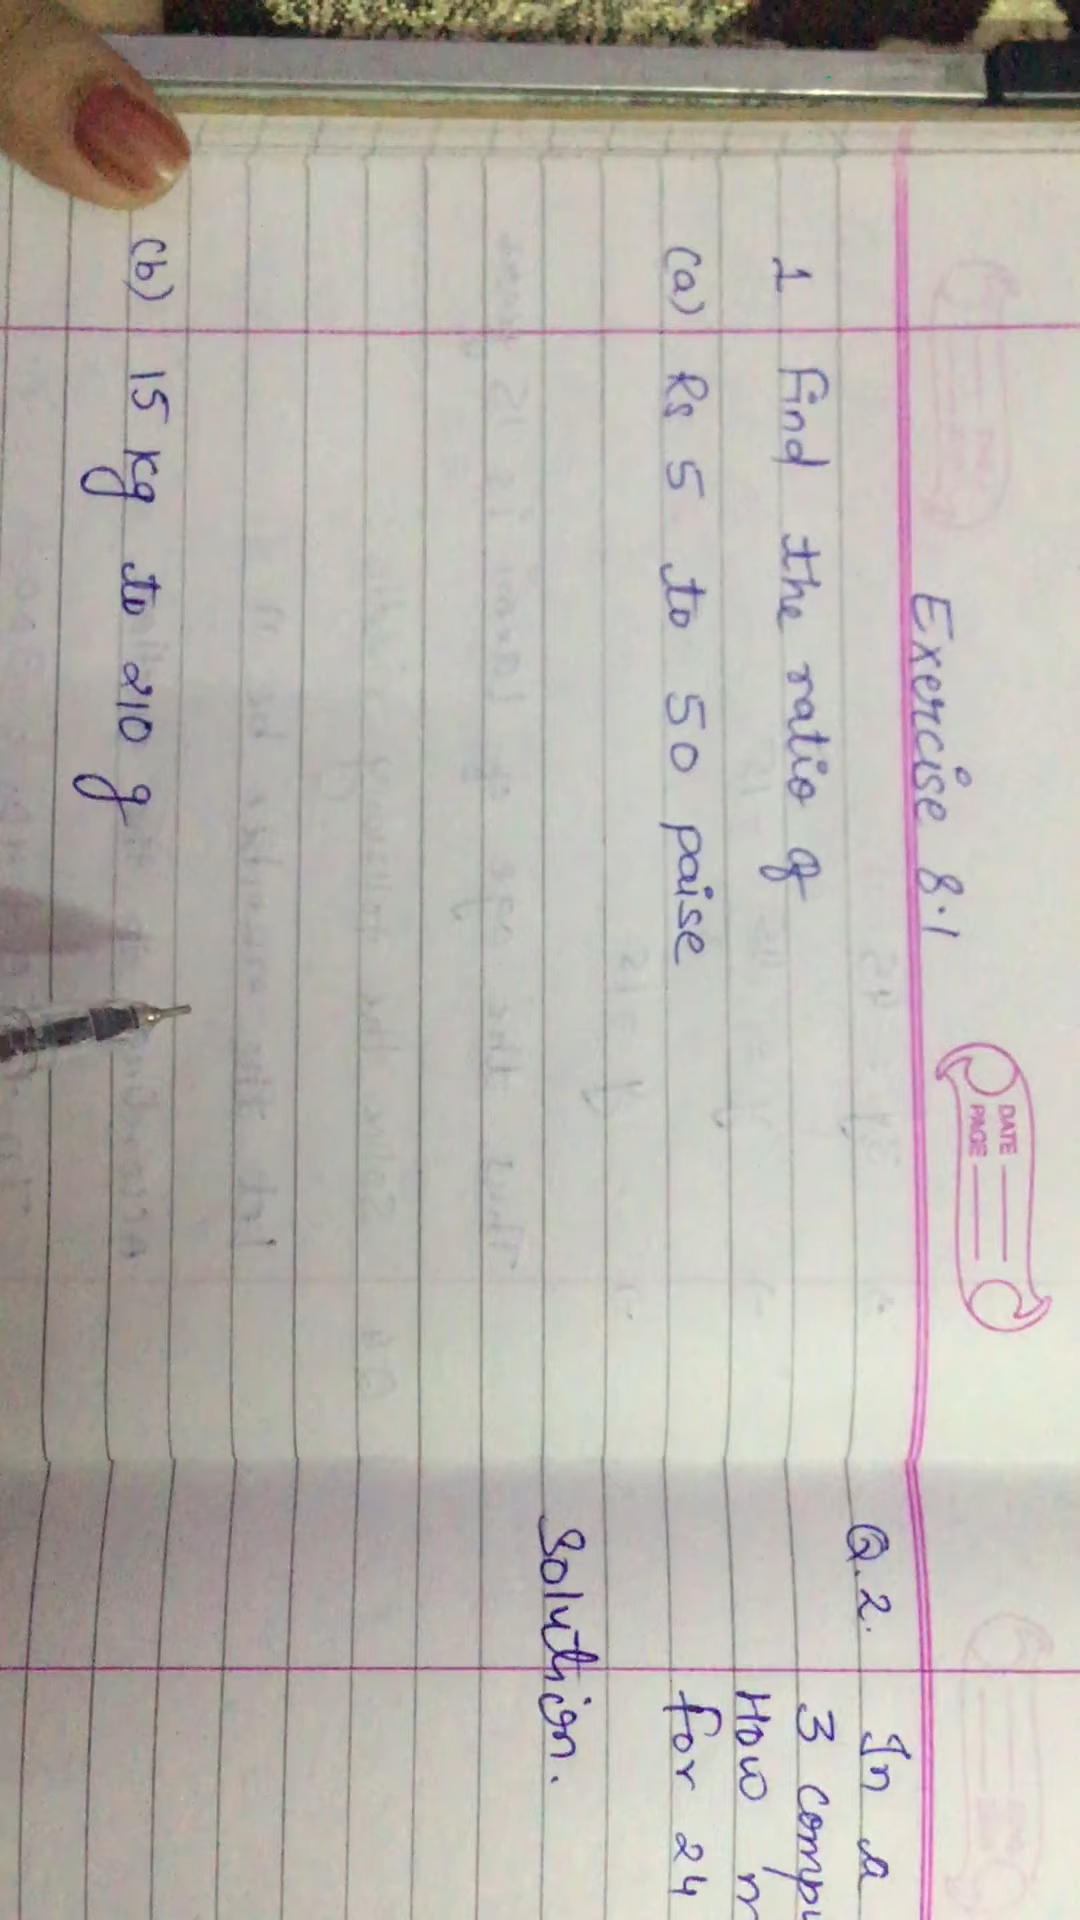 Exercise 8.1
DATE
PAGE
1 Find the ratio of
(a) Rs 5 to 50 paise
(b) 15 kg to 210 g
Q.2. In a
3 compu
How
for 24
Solution.